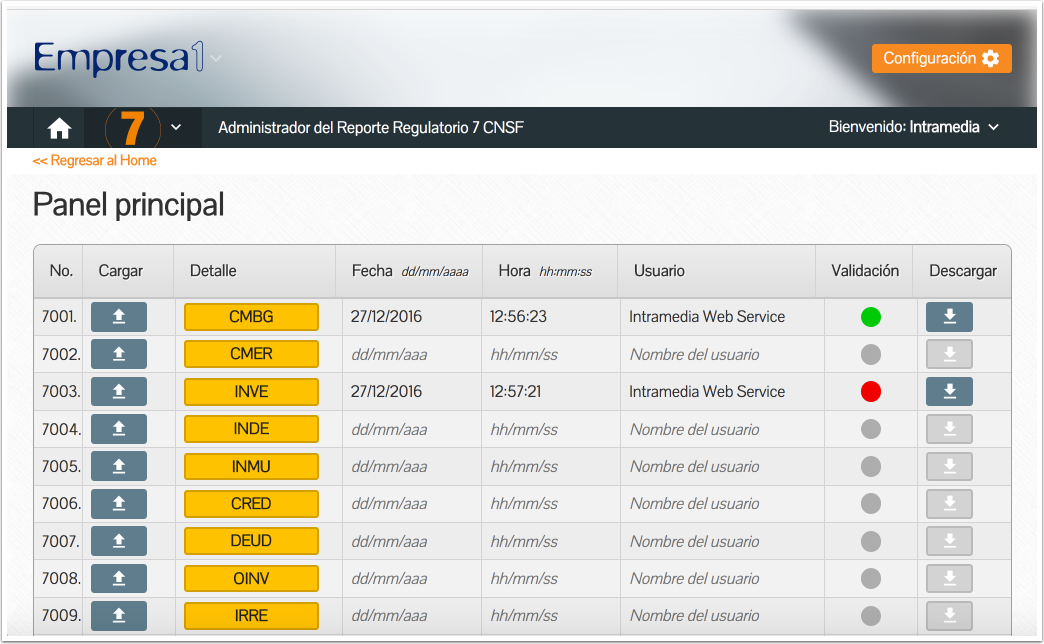 Empresa1
Configuración
7 Administrador del Reporte Regulatorio 7 CNSF Bienvenido: Intramedia
<< Regresar al Home
Panel principal
No. Cargar Detalle Fecha dd/mm/aaaa Hora hh:mm:ss Usuario Validación Descargar
7001. CMBG 27/12/2016 12:56:23 Intramedia Web Service
7002. CMER dd/mm/aaa hh/mm/ss Nombre del usuario
7003. INVE 27/12/2016 12:57:21 Intramedia Web Service
7004. INDE dd/mm/aaa hh/mm/ss Nombre del usuario
7005. INMU dd/mm/aaa hh/mm/ss Nombre del usuario
7006. CRED dd/mm/aaa hh/mm/ss Nombre del usuario
7007. DEUD dd/mm/aaa hh/mm/ss Nombre del usuario
7008. OINV dd/mm/aaa hh/mm/ss Nombre del usuario
7009. IRRE dd/mm/aaa hh/mm/ss Nombre del usuario